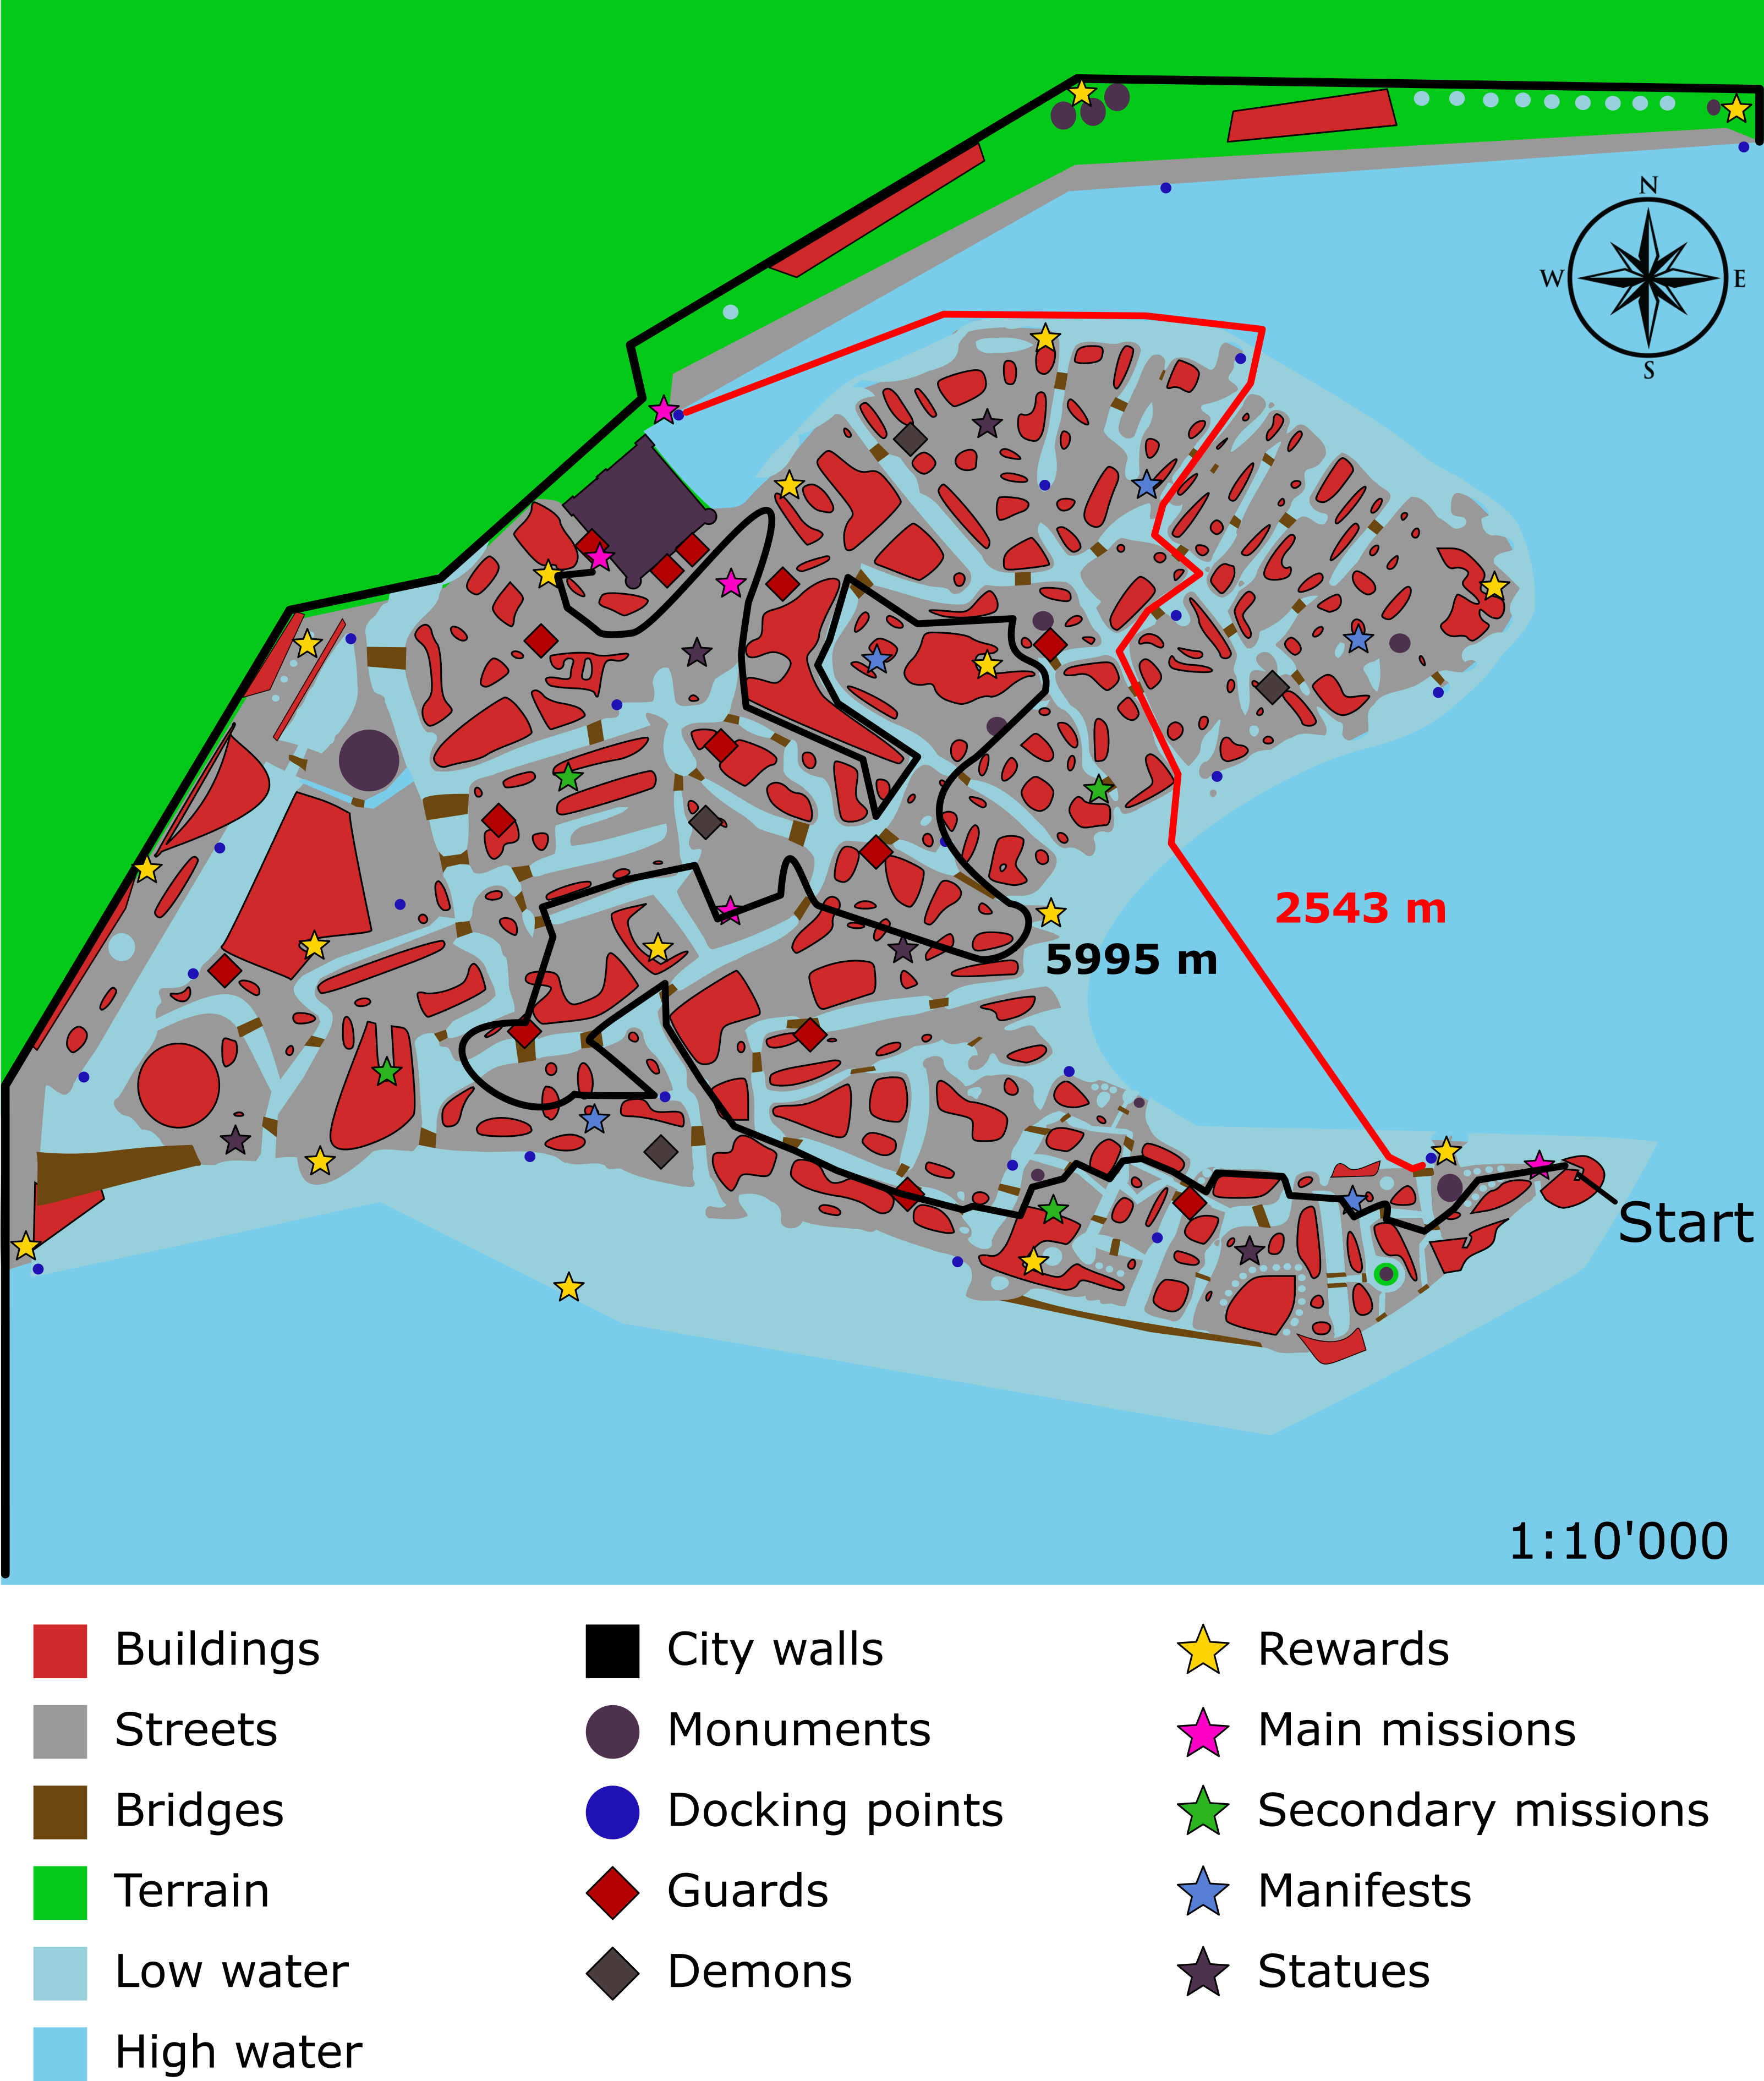 N
W E
S
2543 m
5995 m
Start
1:10'000
Buildings City walls Rewards
Streets Monuments Main missions
Bridges Docking points Secondary missions
Terrain Guards Manifests
Low water Demons Statues
High water